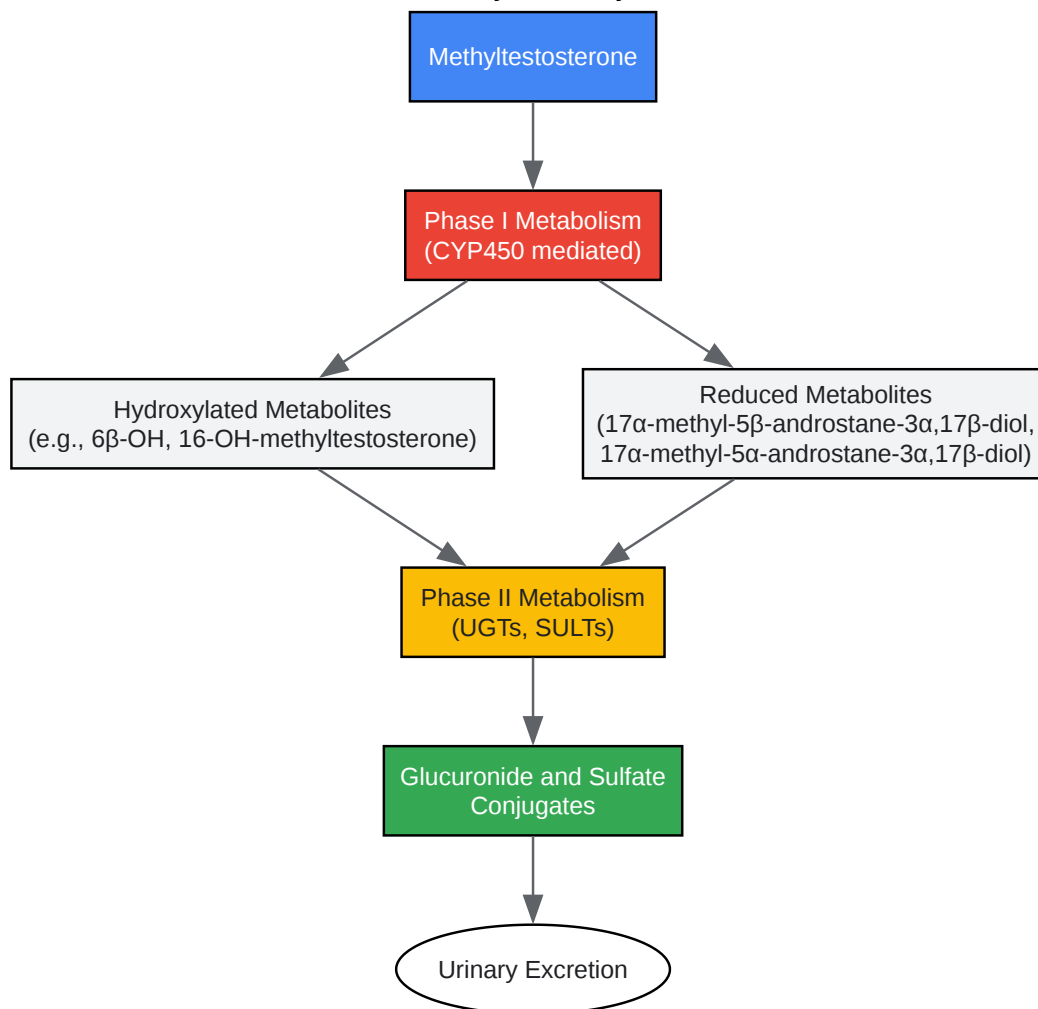 Methyltestosterone
Phase I Metabolism
(CYP450 mediated)
Hydroxylated Metabolites
(e.g., 6β-OH, 16-OH-methyltestosterone)
Reduced Metabolites
(17α-methyl-5β-androstane-3α,17β-diol,
17α-methyl-5α-androstane-3α,17β-diol)
Phase II Metabolism
(UGTs, SULTs)
Glucuronide and Sulfate
Conjugates
Urinary Excretion